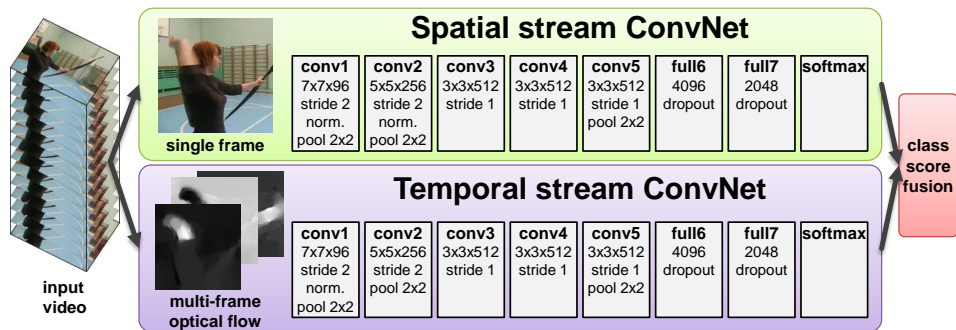 input
video
Spatial stream ConvNet
single frame
conv1
7x7x96
stride 2
norm.
pool 2x2
conv2
5x5x256
stride 2
norm.
pool 2x2
conv3
3x3x512
stride 1
conv4
3x3x512
stride 1
conv5
3x3x512
stride 1
pool 2x2
full6
4096
dropout
full7
2048
dropout
softmax
Temporal stream ConvNet
multi-frame
optical flow
conv1
7x7x96
stride 2
norm.
pool 2x2
conv2
5x5x256
stride 2
pool 2x2
conv3
3x3x512
stride 1
conv4
3x3x512
stride 1
conv5
3x3x512
stride 1
pool 2x2
full6
4096
dropout
full7
2048
dropout
softmax
class
score
fusion